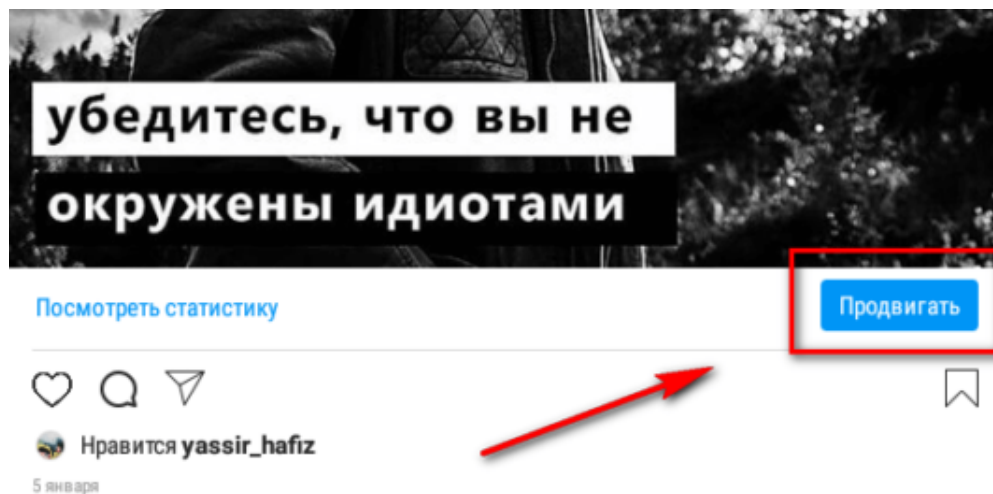 убедитесь, что вы не
окружены идиотами
Посмотреть статистику
Продвигать
Нравится yassir_hafiz
5 января